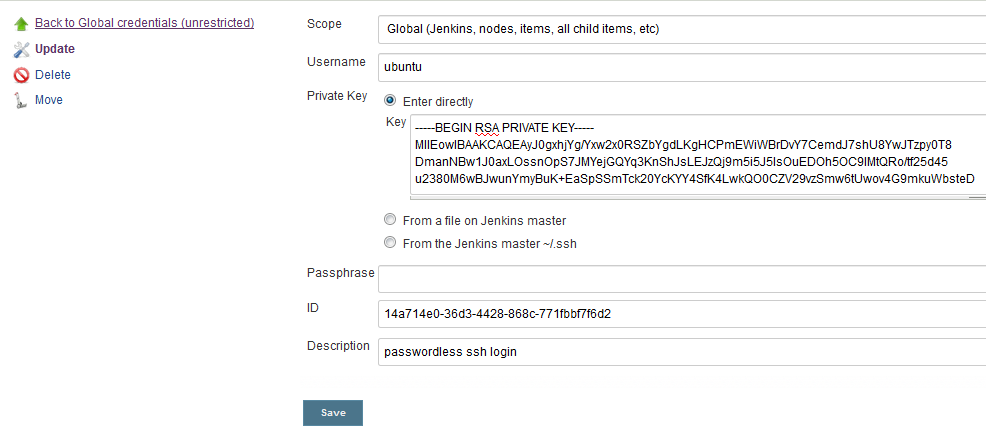 Back to Global credentials (unrestricted)
Update
Delete
Move
Scope
Global (Jenkins, nodes, items, all child items, etc)
Username
ubuntu
Private Key
Enter directly
Key
-----BEGIN RSA PRIVATE KEY-----
MIIEowIBAAKCAQEAyJ0gxhjYg/Yxw2x0RSZbYgdLKgHCPmEWiWBrDvY7CemdJ7shU8YwJTzpy0T8
DmanNBw1J0axLOssnOpS7JMYejGQYq3KnShJsLEJzQj9m5i5J5IsOuEDOh5OC9IMtQRo/tf25d45
u2380M6wBJwunYmyBuK+EaSpSSmTck20YcKYY4SfK4LwkQO0CZV29vzSmw6tUwov4G9mkuWbsteD
From a file on Jenkins master
From the Jenkins master ~/.ssh
Passphrase
ID
14a714e0-36d3-4428-868c-771fbbf7f6d2
Description
passwordless ssh login
Save